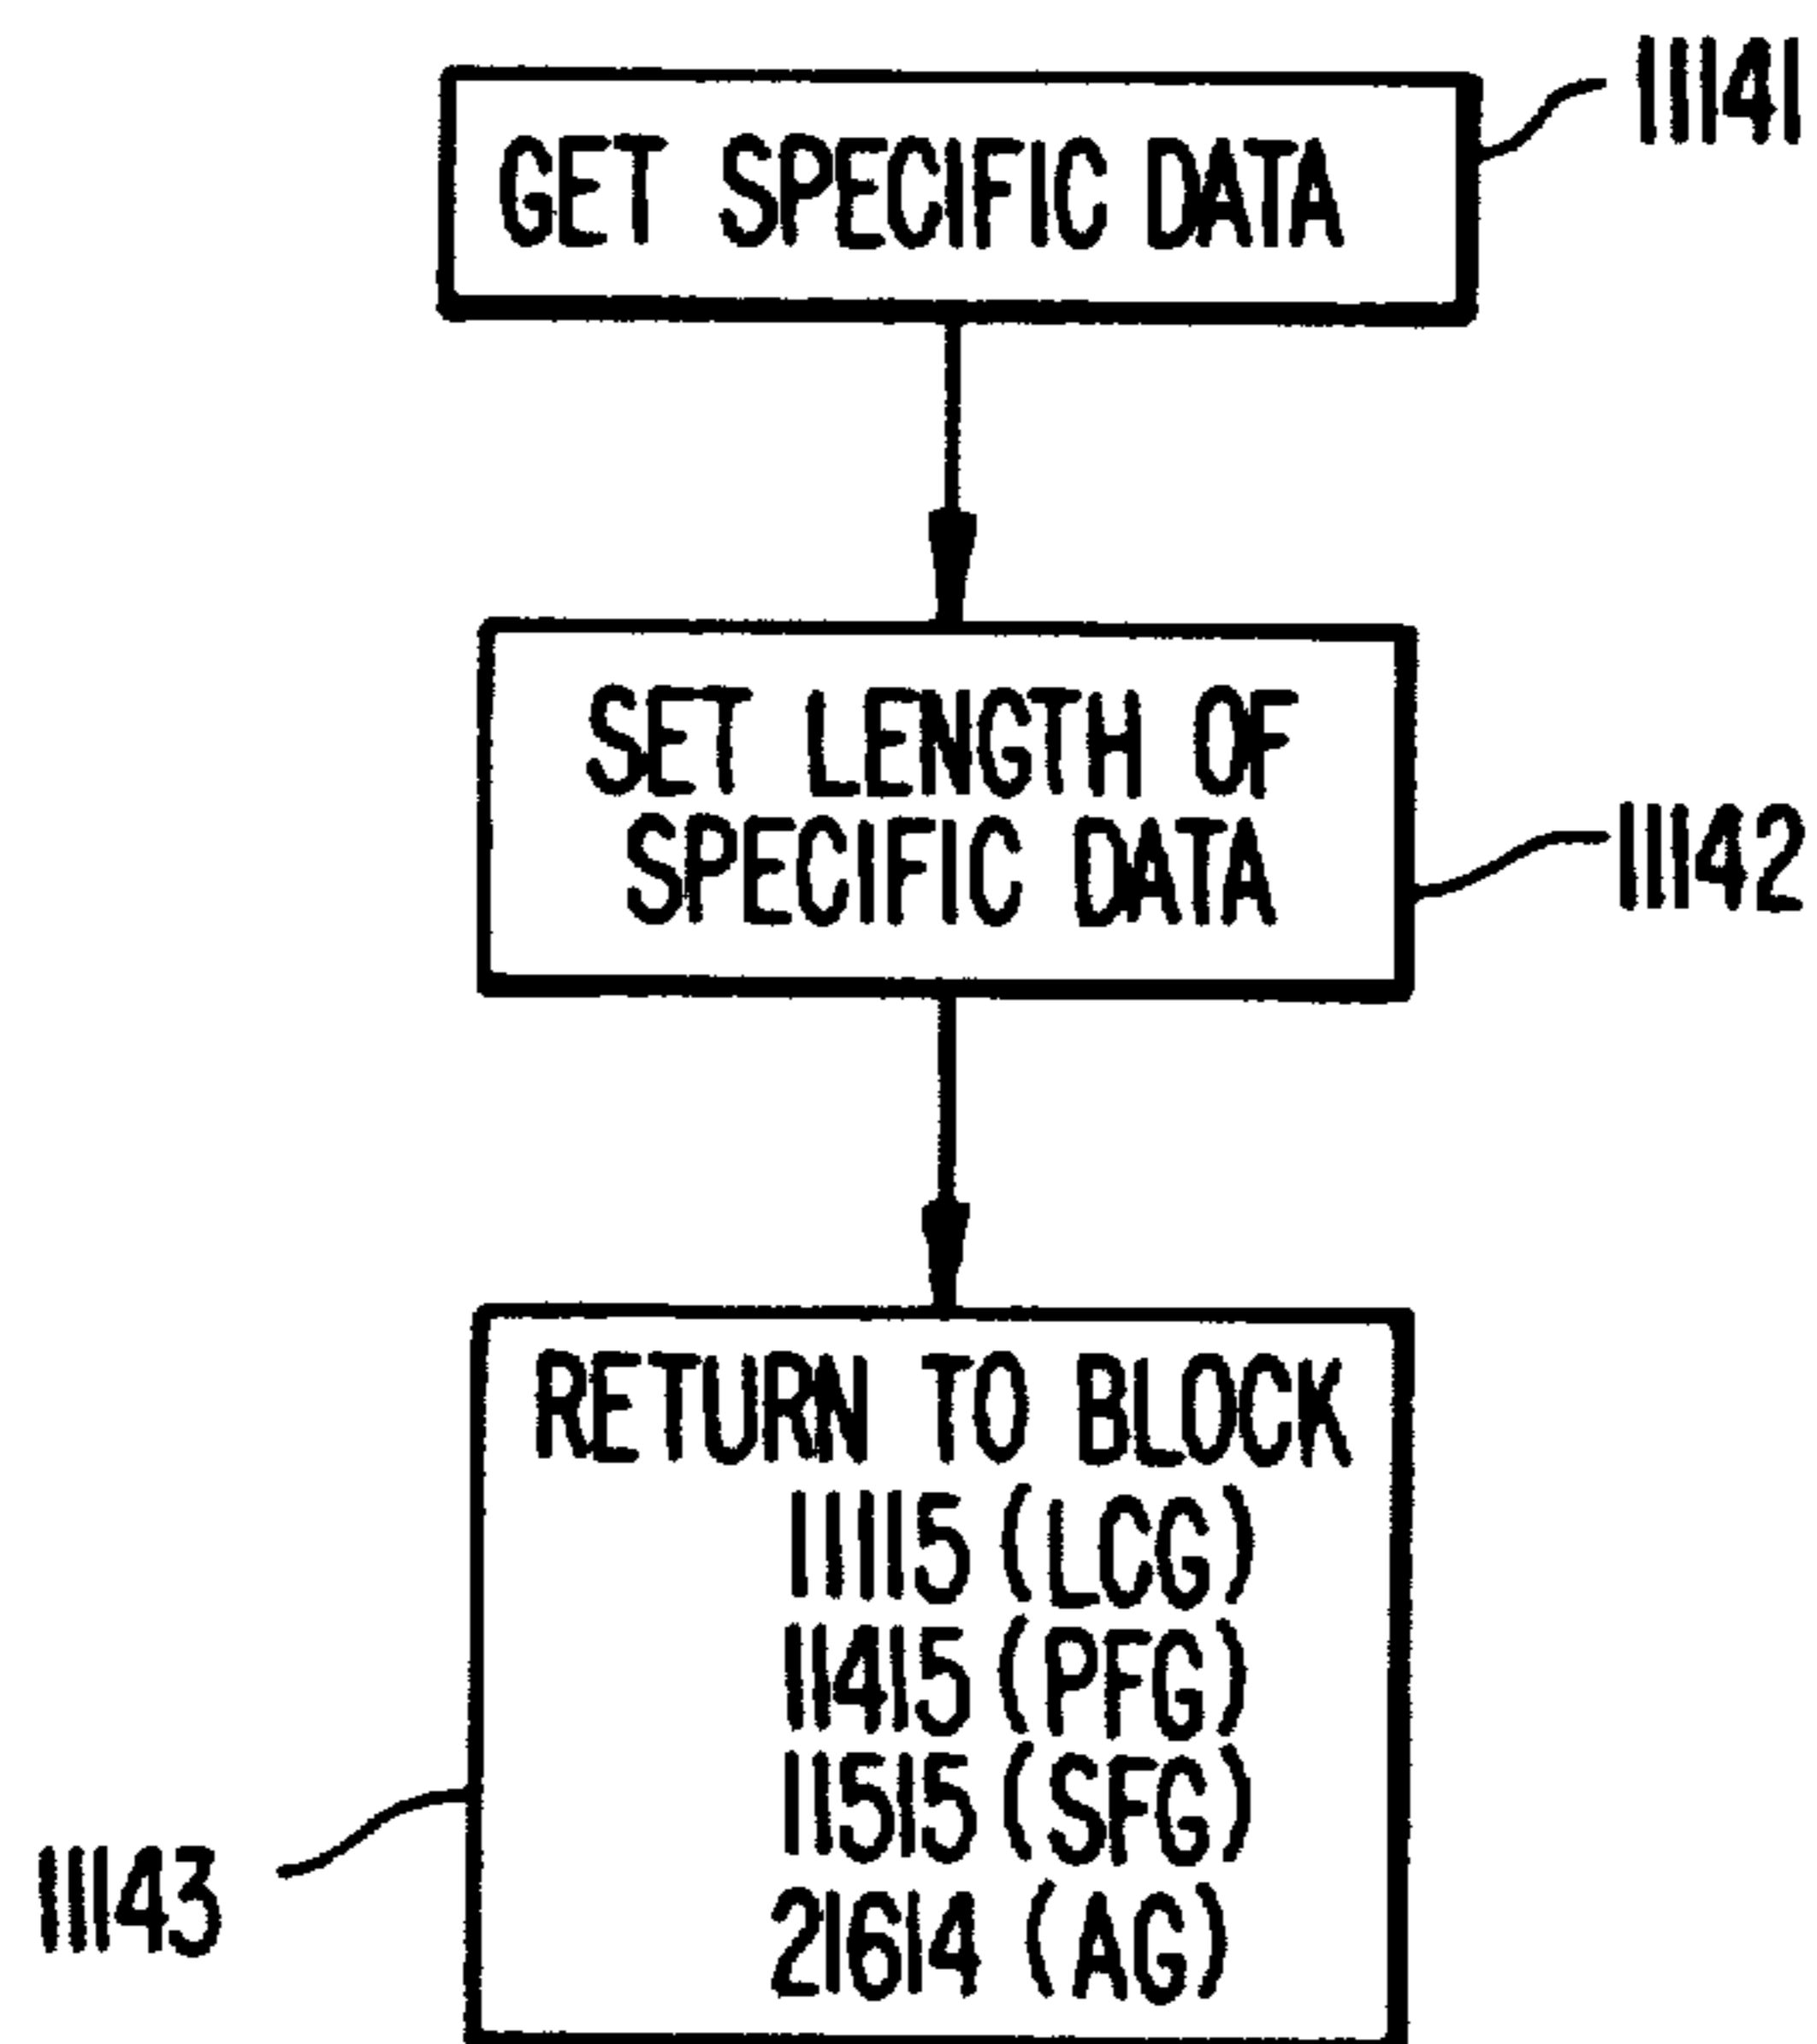 11141
GET SPECIFIC DATA
SET LENGTH OF
SPECIFIC DATA
11142
RETURN TO BLOCK
11115 (LCG)
11415 (PFG)
11515 (SFG)
21614 (AG)
11143